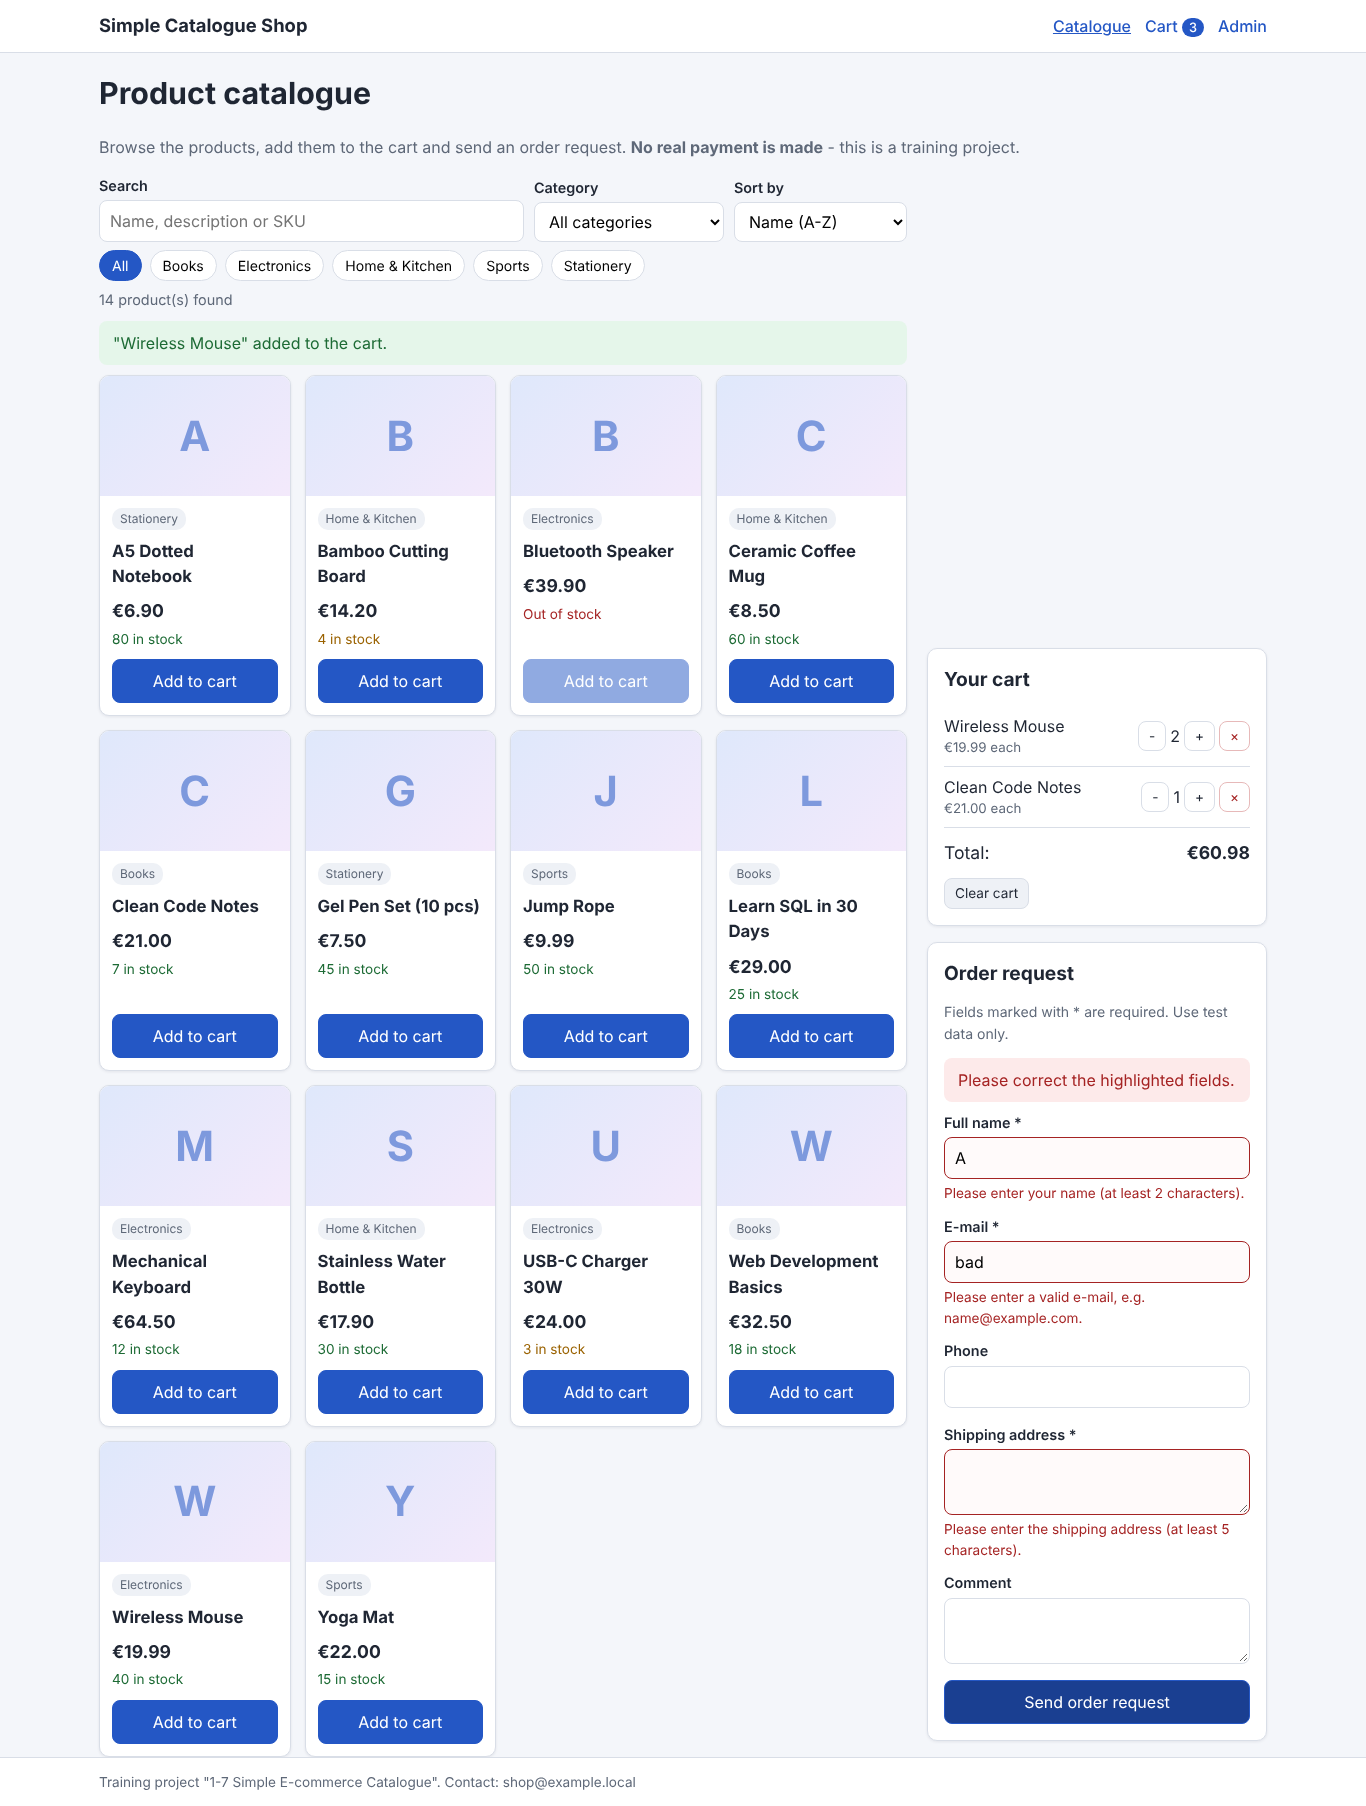 Simple Catalogue Shop
Catalogue Cart 3 Admin
Product catalogue
Browse the products, add them to the cart and send an order request. No real payment is made - this is a training project.
Search
Category
Sort by
Name, description or SKU
All categories
Name (A-Z)
All Books Electronics Home & Kitchen Sports Stationery
14 product(s) found
"Wireless Mouse" added to the cart.
A
Stationery
A5 Dotted
Notebook
€6.90
80 in stock
Add to cart
B
Home & Kitchen
Bamboo Cutting
Board
€14.20
4 in stock
Add to cart
B
Electronics
Bluetooth Speaker
€39.90
Out of stock
Add to cart
C
Home & Kitchen
Ceramic Coffee
Mug
€8.50
60 in stock
Add to cart
C
Books
Clean Code Notes
€21.00
7 in stock
Add to cart
G
Stationery
Gel Pen Set (10 pcs)
€7.50
45 in stock
Add to cart
J
Sports
Jump Rope
€9.99
50 in stock
Add to cart
L
Books
Learn SQL in 30
Days
€29.00
25 in stock
Add to cart
M
Electronics
Mechanical
Keyboard
€64.50
12 in stock
Add to cart
S
Home & Kitchen
Stainless Water
Bottle
€17.90
30 in stock
Add to cart
U
Electronics
USB-C Charger
30W
€24.00
3 in stock
Add to cart
W
Books
Web Development
Basics
€32.50
18 in stock
Add to cart
W
Electronics
Wireless Mouse
€19.99
40 in stock
Add to cart
Y
Sports
Yoga Mat
€22.00
15 in stock
Add to cart
Your cart
Wireless Mouse
€19.99 each
- 2 + ×
Clean Code Notes
€21.00 each
- 1 + ×
Total: €60.98
Clear cart
Order request
Fields marked with * are required. Use test
data only.
Please correct the highlighted fields.
Full name *
A
Please enter your name (at least 2 characters).
E-mail *
bad
Please enter a valid e-mail, e.g.
name@example.com.
Phone
Shipping address *
Please enter the shipping address (at least 5
characters).
Comment
Send order request
Training project "1-7 Simple E-commerce Catalogue". Contact: shop@example.local